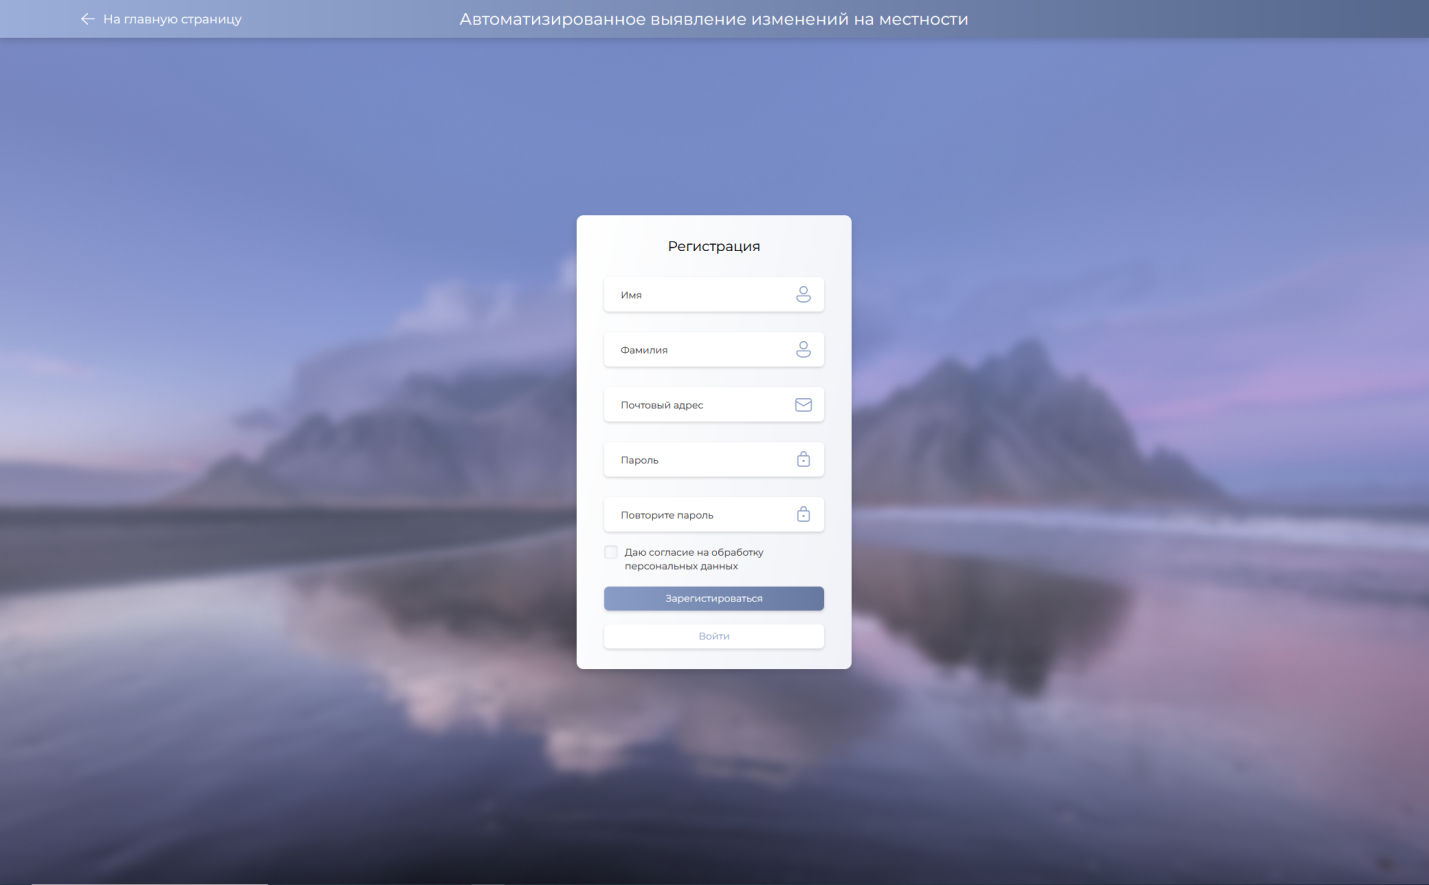 На главную страницу
Автоматизированное выявление изменений на местности
Регистрация
Имя
Фамилия
Почтовый адрес
Пароль
Повторите пароль
Даю согласие на обработку
персональных данных
Зарегистироваться
Войти